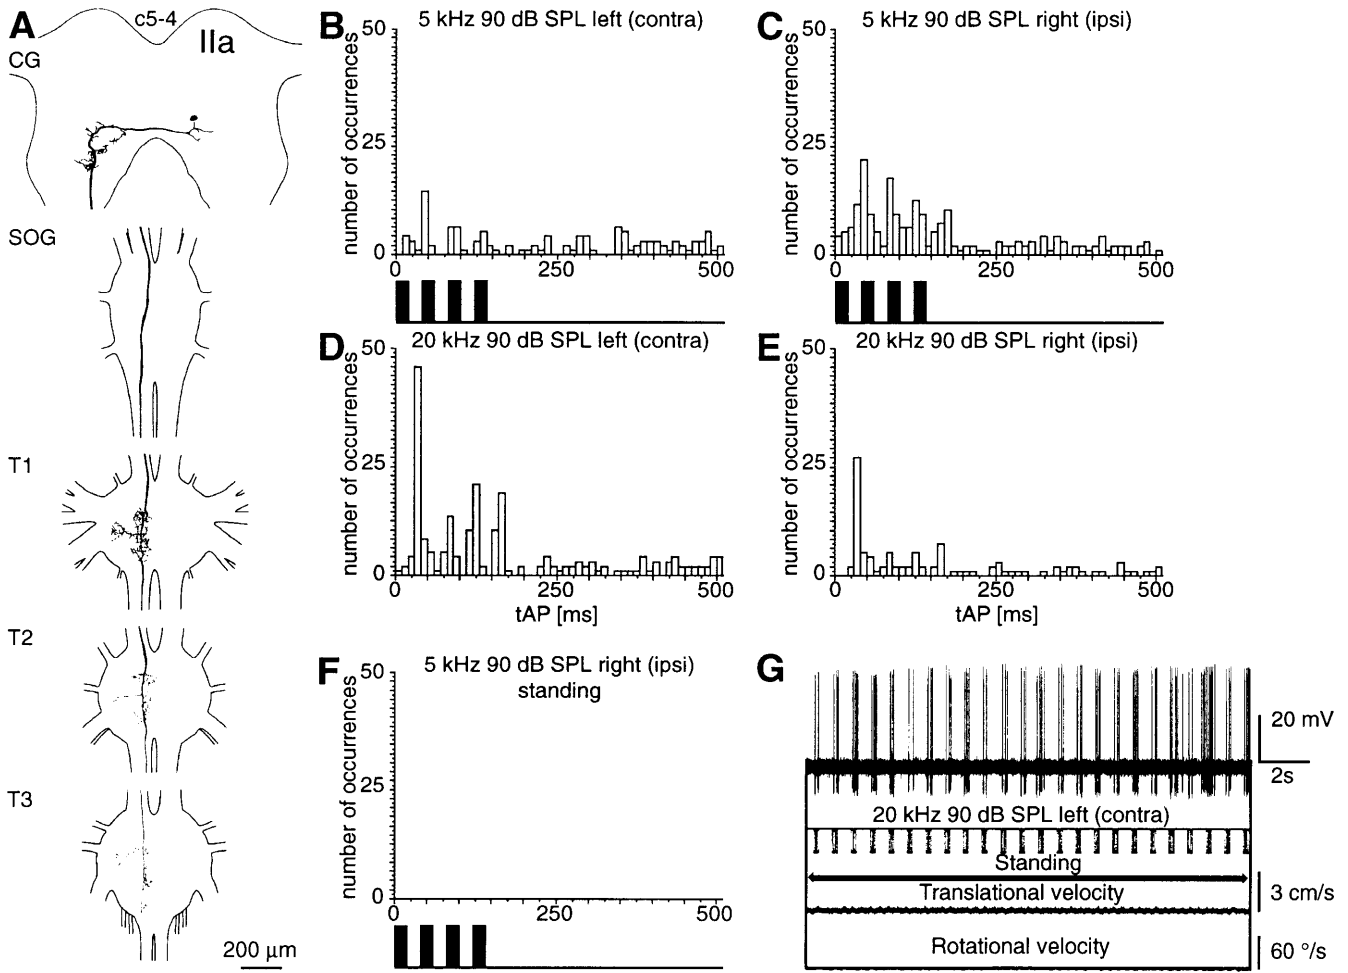 A
c5-4
IIa
CG
SOG
T1
T2
T3
200 µm
B
5 kHz 90 dB SPL left (contra)
number of occurrences
50
25
0
0 250 500
C
5 kHz 90 dB SPL right (ipsi)
number of occurrences
50
25
0
0 250 500
D
20 kHz 90 dB SPL left (contra)
number of occurrences
50
25
0
0 250 500
tAP [ms]
E
20 kHz 90 dB SPL right (ipsi)
number of occurrences
50
25
0
0 250 500
tAP [ms]
F
5 kHz 90 dB SPL right (ipsi)
standing
number of occurrences
50
25
0
0 250 500
G
20 mV
2s
20 kHz 90 dB SPL left (contra)
Standing
Translational velocity
3 cm/s
Rotational velocity
60 °/s